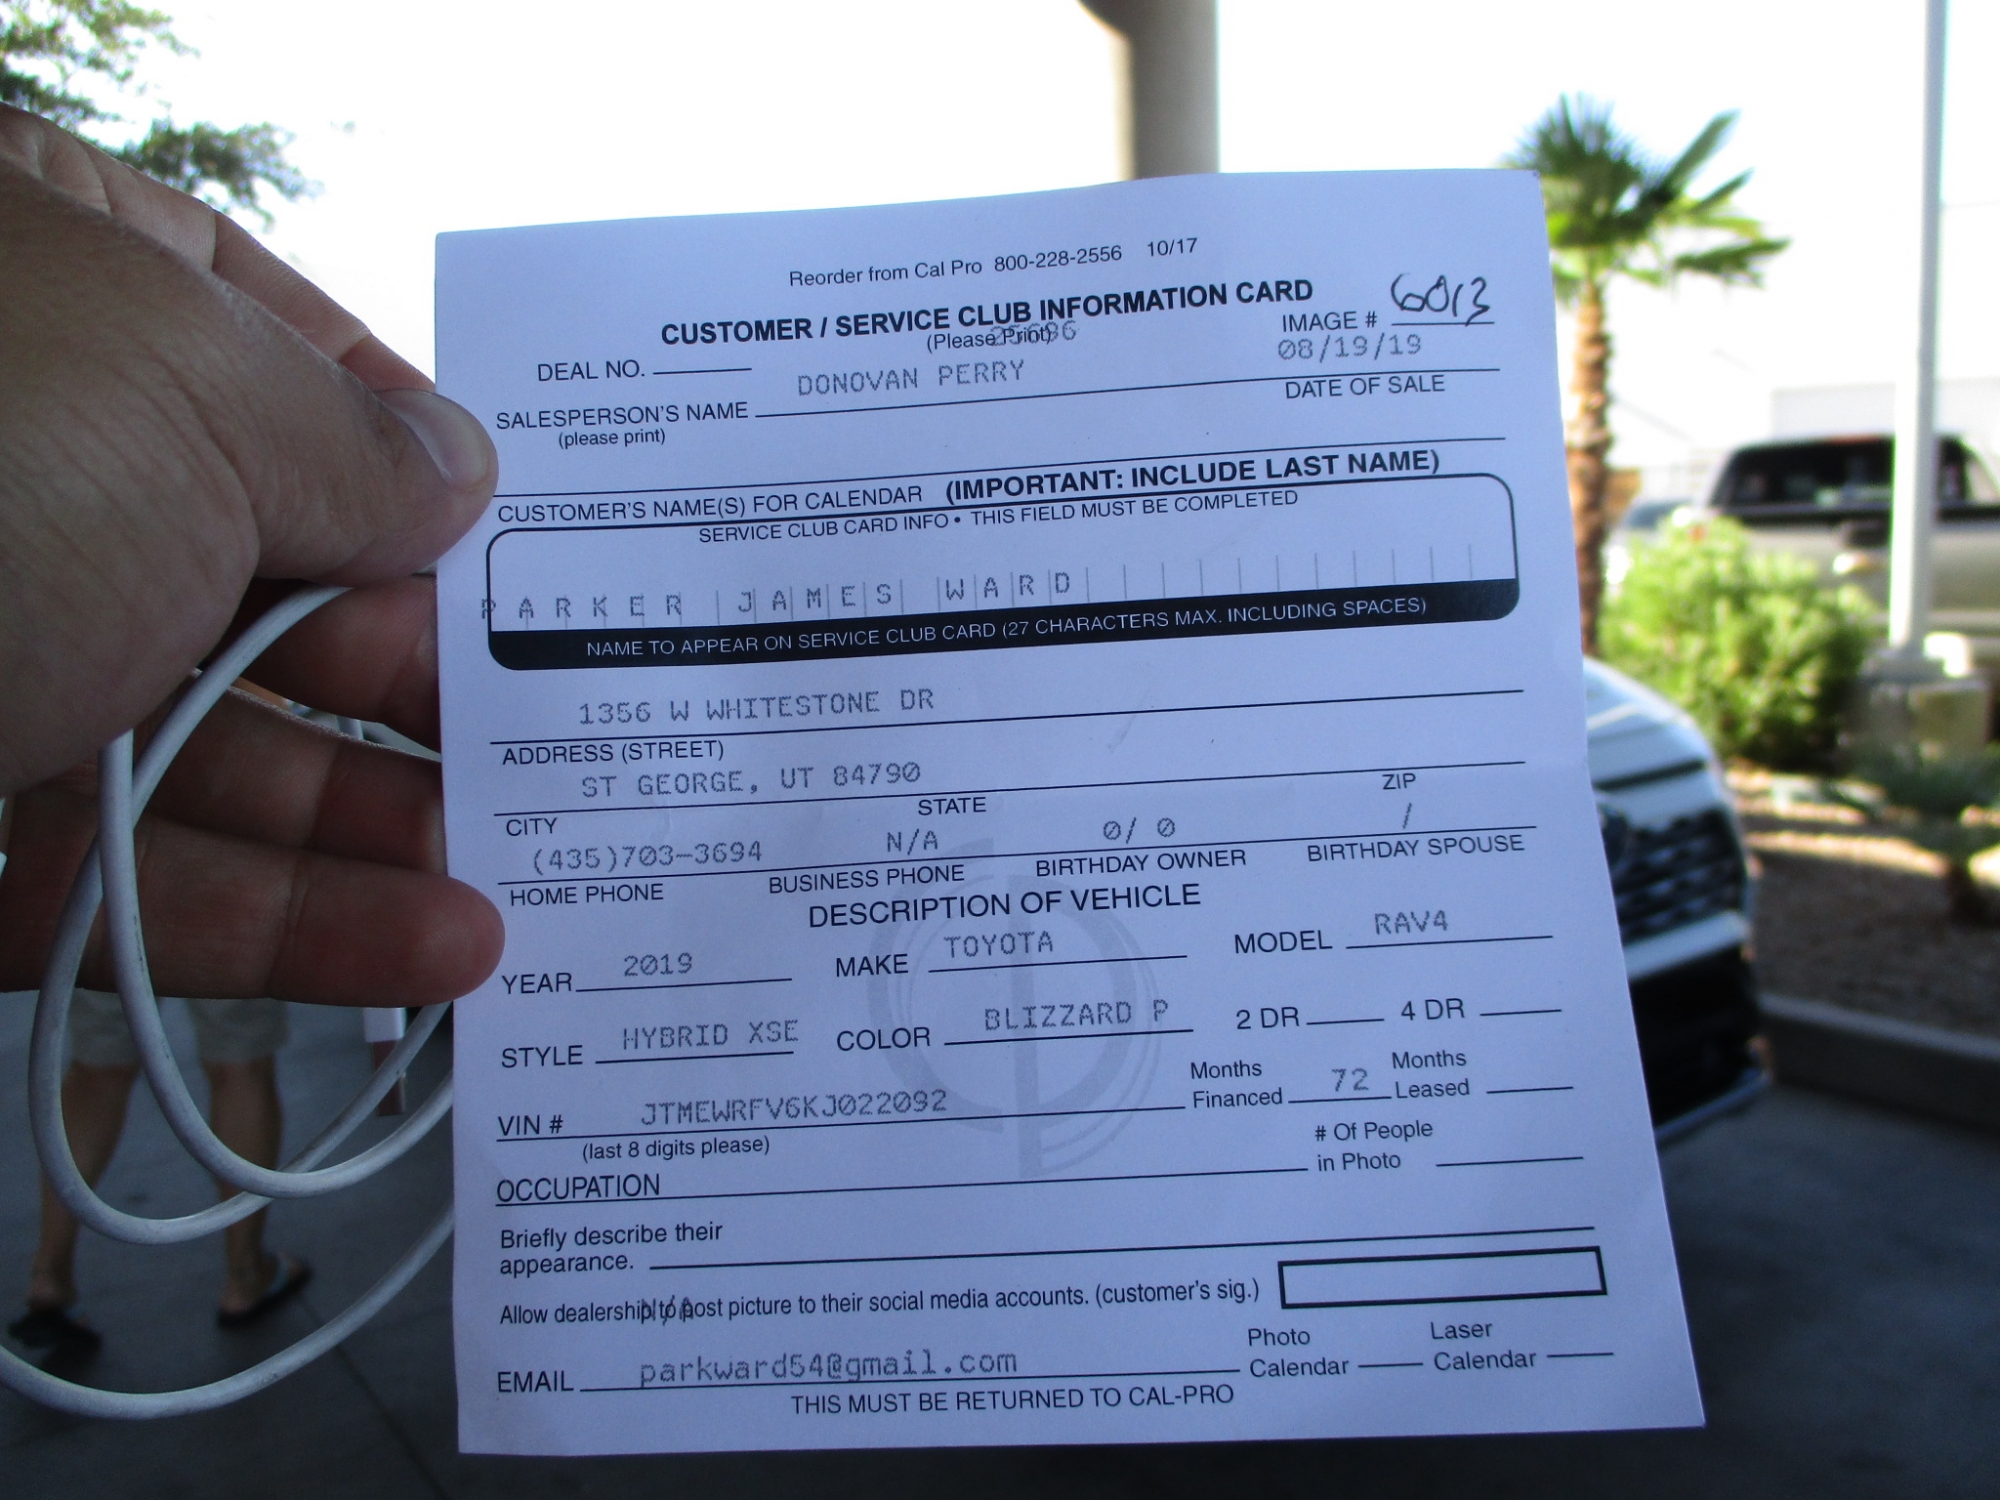 Reorder from Cal Pro 800-228-2556 10/17
CUSTOMER / SERVICE CLUB INFORMATION CARD
(Please Print)
IMAGE # 6013
DEAL NO.
08/19/19
SALESPERSON'S NAME DONOVAN PERRY
DATE OF SALE
(please print)
CUSTOMER'S NAME(S) FOR CALENDAR (IMPORTANT: INCLUDE LAST NAME)
SERVICE CLUB CARD INFO • THIS FIELD MUST BE COMPLETED
PARKER JAMES WARD
NAME TO APPEAR ON SERVICE CLUB CARD (27 CHARACTERS MAX. INCLUDING SPACES)
1356 W WHITESTONE DR
ADDRESS (STREET)
ST GEORGE, UT 84790
CITY STATE ZIP
(435)703-3694 N/A 0/ 0 /
HOME PHONE BUSINESS PHONE BIRTHDAY OWNER BIRTHDAY SPOUSE
DESCRIPTION OF VEHICLE
YEAR 2019 MAKE TOYOTA MODEL RAV4
STYLE HYBRID XSE COLOR BLIZZARD P 2 DR 4 DR
VIN # JTMEWRFV6KJ022092 Months Financed 72 Months Leased
(last 8 digits please)
OCCUPATION # Of People in Photo
Briefly describe their
appearance.
Allow dealership to post picture to their social media accounts. (customer's sig.)
N/A
EMAIL parkward54@gmail.com Photo Calendar Laser Calendar
THIS MUST BE RETURNED TO CAL-PRO